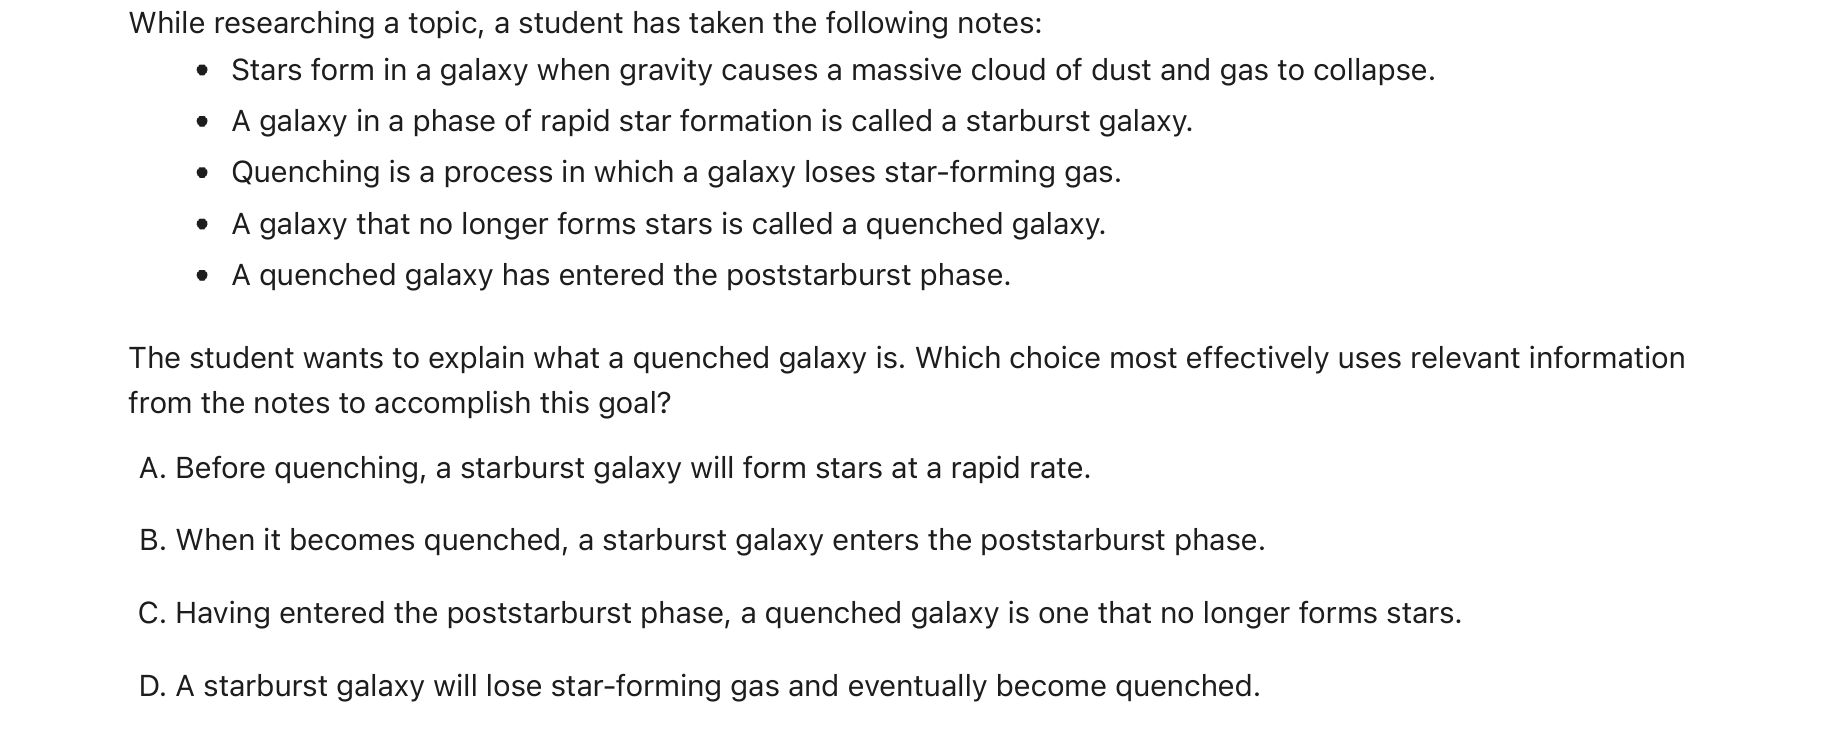 While researching a topic, a student has taken the following notes:
• Stars form in a galaxy when gravity causes a massive cloud of dust and gas to collapse.
• A galaxy in a phase of rapid star formation is called a starburst galaxy.
• Quenching is a process in which a galaxy loses star-forming gas.
• A galaxy that no longer forms stars is called a quenched galaxy.
• A quenched galaxy has entered the poststarburst phase.
The student wants to explain what a quenched galaxy is. Which choice most effectively uses relevant information
from the notes to accomplish this goal?
A. Before quenching, a starburst galaxy will form stars at a rapid rate.
B. When it becomes quenched, a starburst galaxy enters the poststarburst phase.
C. Having entered the poststarburst phase, a quenched galaxy is one that no longer forms stars.
D. A starburst galaxy will lose star-forming gas and eventually become quenched.